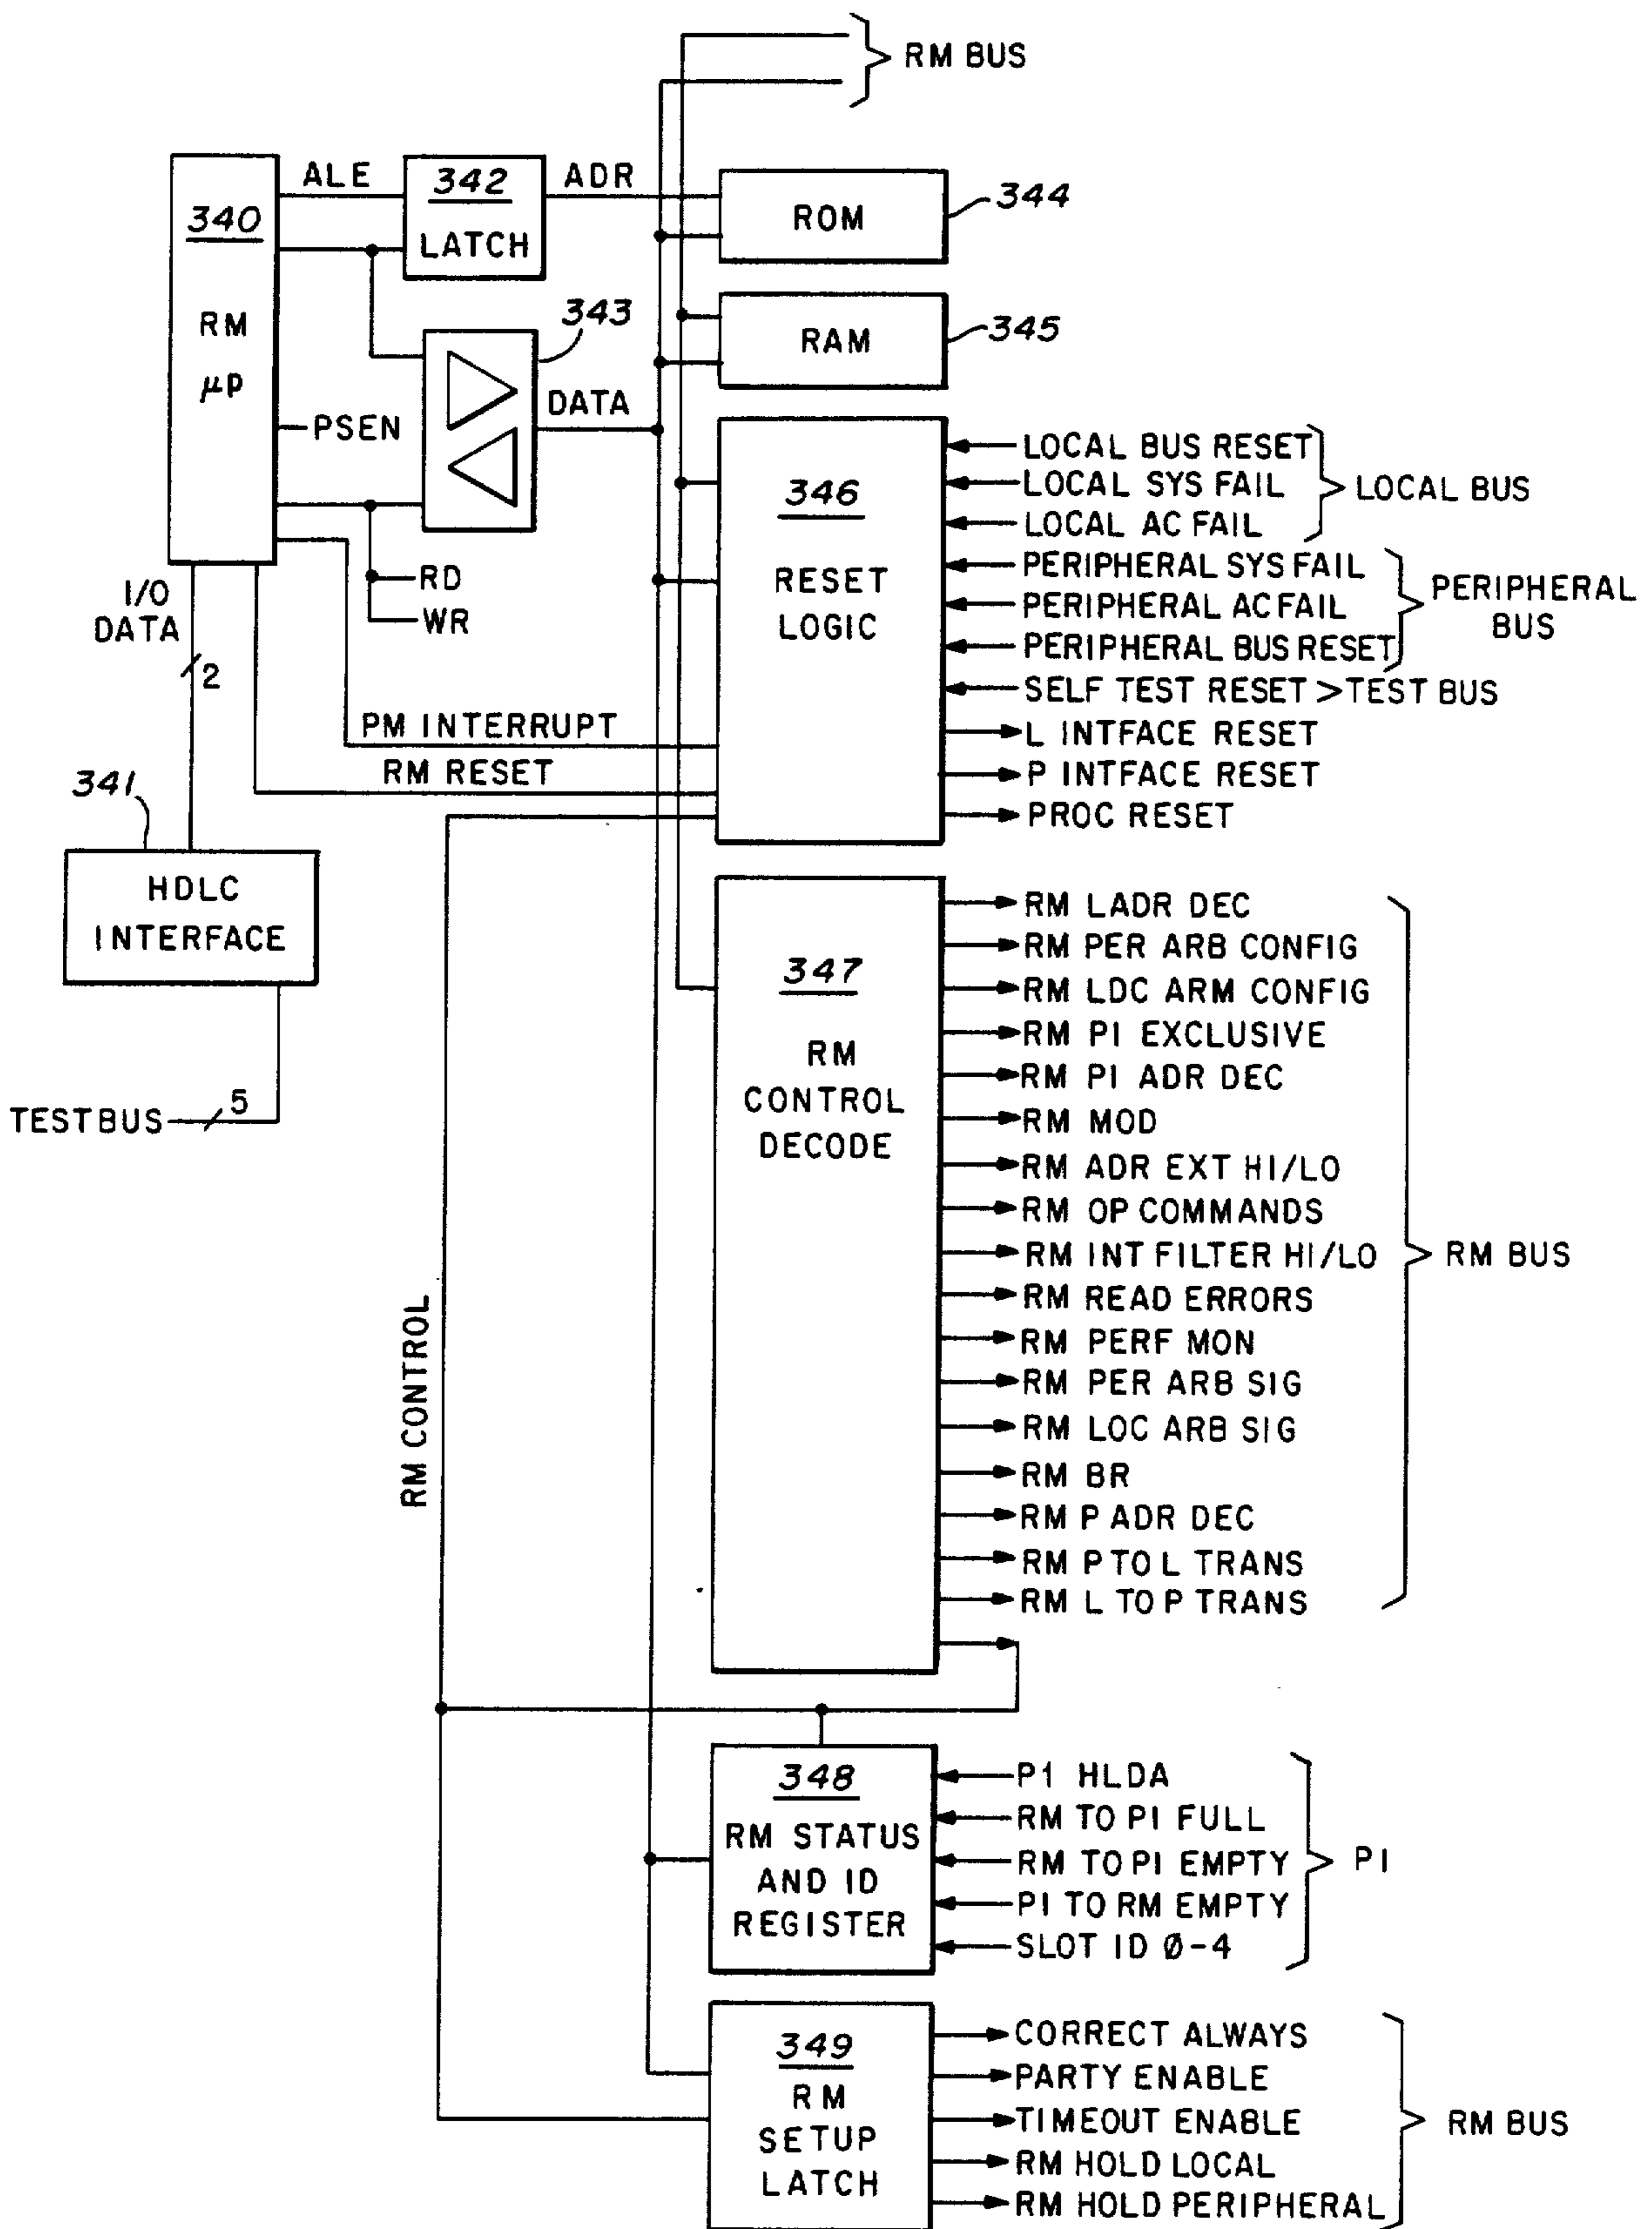 RM BUS
ALE
342
LATCH
ADR
340
RM
μp
ROM
344
343
RAM
345
PSEN
DATA
RD
WR
I/O
DATA
2
346
RESET
LOGIC
LOCAL BUS RESET
LOCAL SYS FAIL
LOCAL AC FAIL
LOCAL BUS
PERIPHERAL SYS FAIL
PERIPHERAL AC FAIL
PERIPHERAL BUS RESET
PERIPHERAL
BUS
SELF TEST RESET >TEST BUS
L INTFACE RESET
P INTFACE RESET
PROC RESET
PM INTERRUPT
RM RESET
341
HDLC
INTERFACE
TESTBUS
5
RM CONTROL
347
RM
CONTROL
DECODE
RM LADR DEC
RM PER ARB CONFIG
RM LDC ARM CONFIG
RM PI EXCLUSIVE
RM PI ADR DEC
RM MOD
RM ADR EXT HI/LO
RM OP COMMANDS
RM INT FILTER HI/LO
RM READ ERRORS
RM PERF MON
RM PER ARB SIG
RM LOC ARB SIG
RM BR
RM P ADR DEC
RM P TO L TRANS
RM L TO P TRANS
RM BUS
348
RM STATUS
AND ID
REGISTER
P1 HLDA
RM TO PI FULL
RM TO PI EMPTY
PI TO RM EMPTY
SLOT ID Ø-4
PI
349
RM
SETUP
LATCH
CORRECT ALWAYS
PARTY ENABLE
TIMEOUT ENABLE
RM HOLD LOCAL
RM HOLD PERIPHERAL
RM BUS